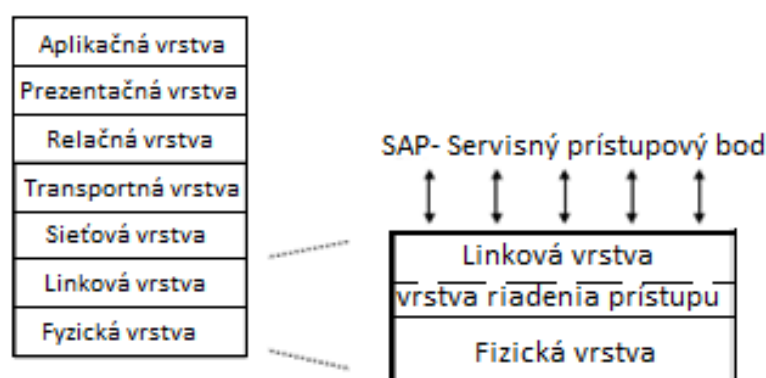 Aplikačná vrstva
Prezentačná vrstva
Relačná vrstva
Transportná vrstva
Sieťová vrstva
Linková vrstva
Fyzická vrstva
SAP- Servisný prístupový bod
Linková vrstva
vrstva riadenia prístupu
Fizická vrstva